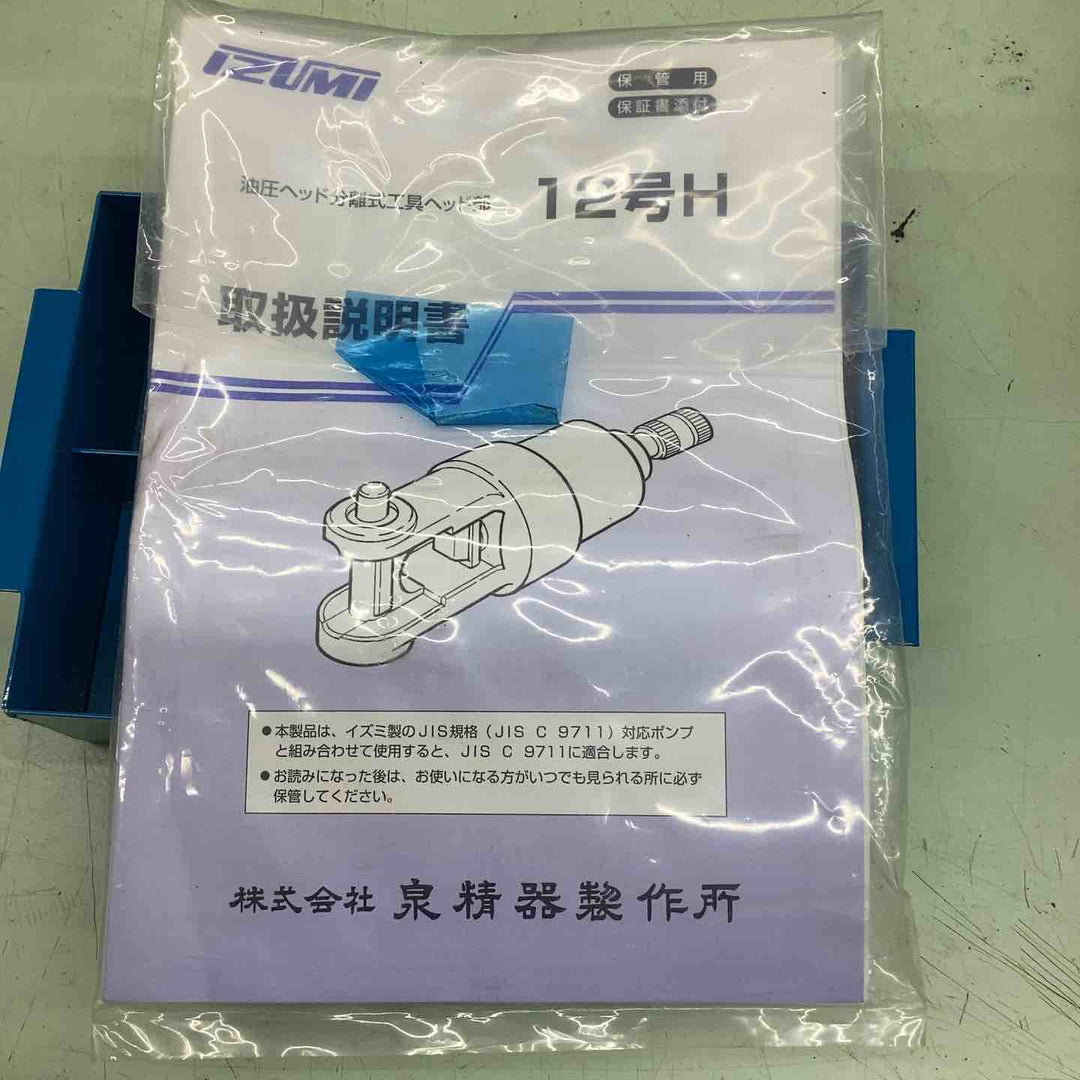 IZUMI
保管用
保証書添付
油圧ヘッド分離式工具ヘッド部 12号H
取扱説明書
●本製品は、イズミ製のJIS規格（JIS C 9711）対応ポンプ
と組み合わせて使用すると、JIS C 9711に適合します。
●お読みになった後は、お使いになる方がいつでも見られる所に必ず
保管してください。
株式会社 泉精器製作所